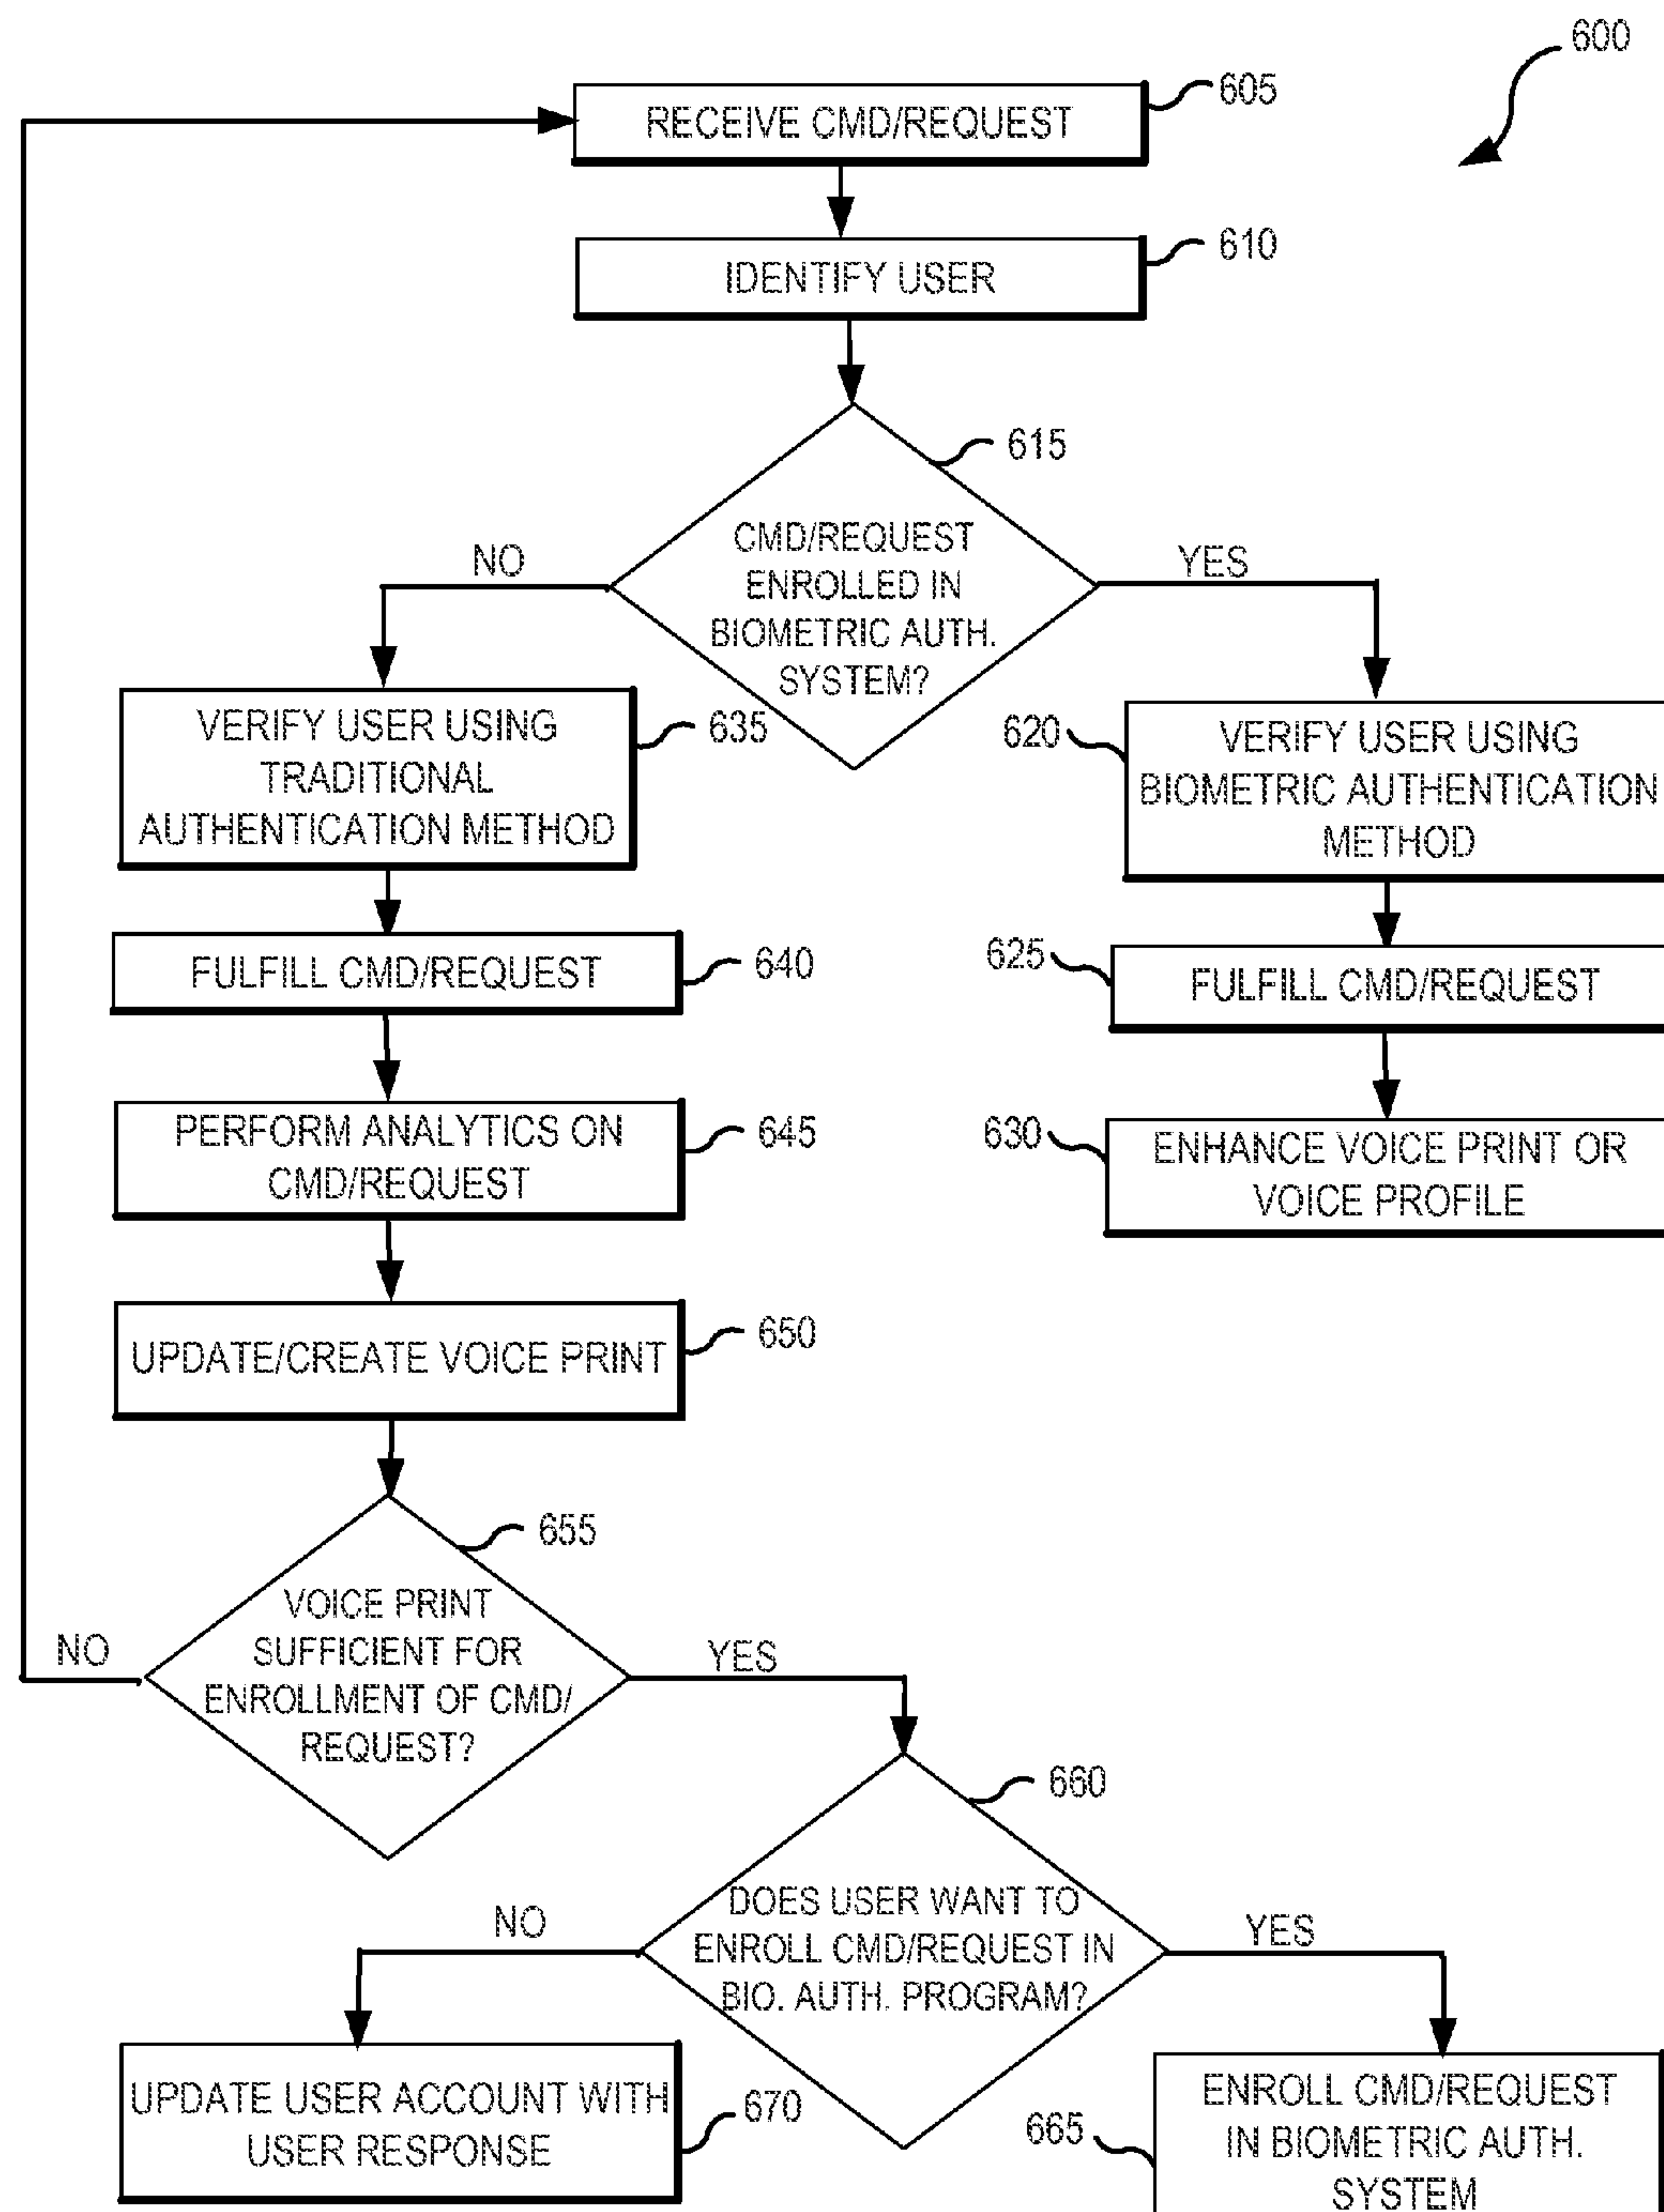 600
RECEIVE CMD/REQUEST
605
IDENTIFY USER
610
615
CMD/REQUEST
ENROLLED IN
BIOMETRIC AUTH.
SYSTEM?
NO
YES
VERIFY USER USING
TRADITIONAL
AUTHENTICATION METHOD
635
620
VERIFY USER USING
BIOMETRIC AUTHENTICATION
METHOD
FULFILL CMD/REQUEST
640
625
FULFILL CMD/REQUEST
PERFORM ANALYTICS ON
CMD/REQUEST
645
630
ENHANCE VOICE PRINT OR
VOICE PROFILE
UPDATE/CREATE VOICE PRINT
650
655
VOICE PRINT
SUFFICIENT FOR
ENROLLMENT OF CMD/
REQUEST?
NO
YES
660
DOES USER WANT TO
ENROLL CMD/REQUEST IN
BIO. AUTH. PROGRAM?
NO
YES
UPDATE USER ACCOUNT WITH
USER RESPONSE
670
665
ENROLL CMD/REQUEST
IN BIOMETRIC AUTH.
SYSTEM